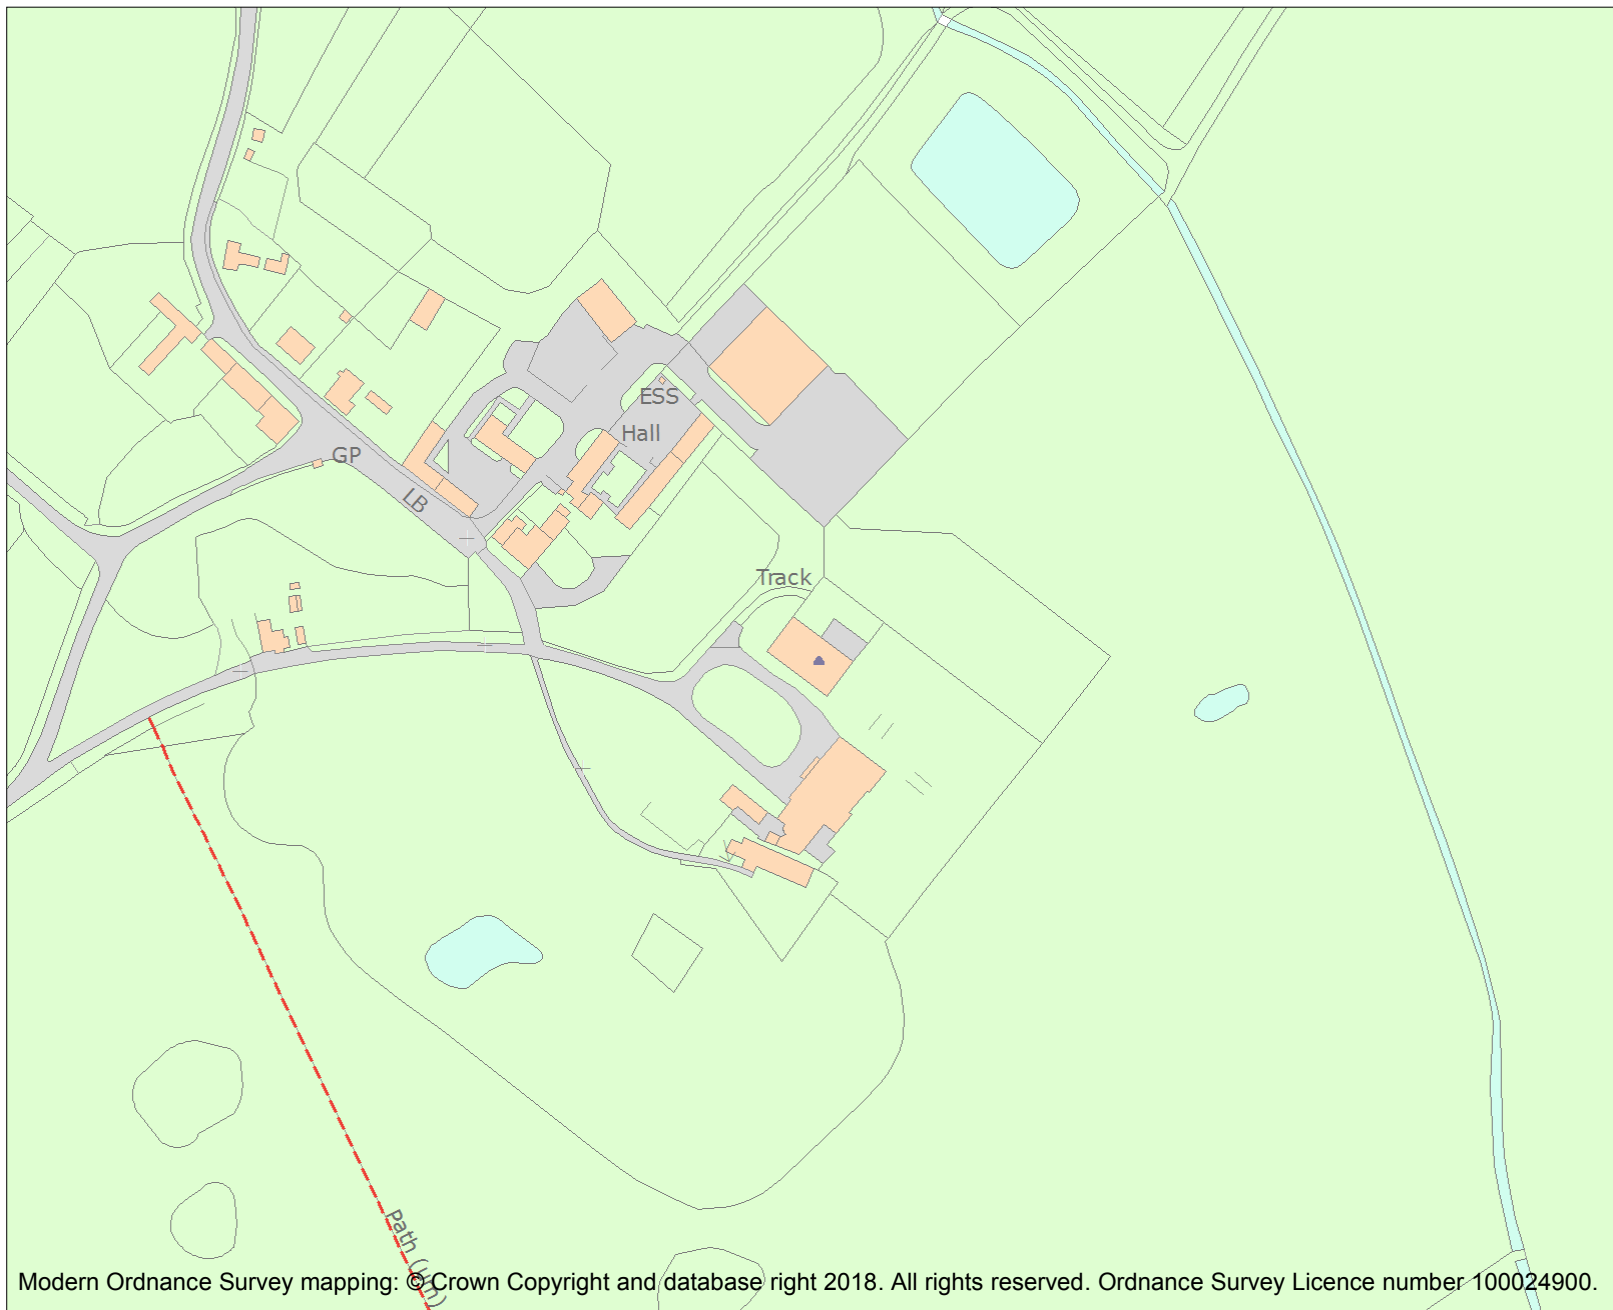 ESS
Hall
GP
LB
Track
Path (um)
Modern Ordnance Survey mapping: © Crown Copyright and database right 2018. All rights reserved. Ordnance Survey Licence number 100024900.